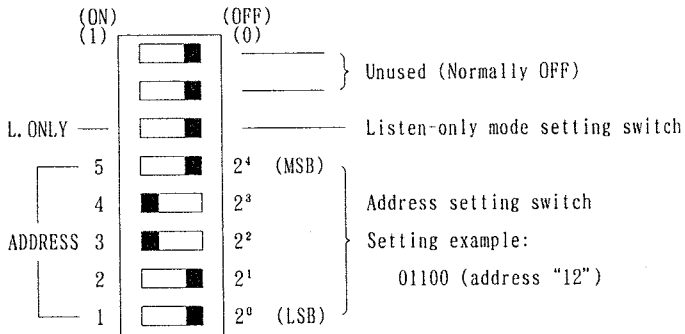 (ON) (OFF)
(1) (0)
Unused (Normally OFF)
L. ONLY Listen-only mode setting switch
5 2⁴ (MSB)
4 2³ Address setting switch
ADDRESS 3 2² Setting example:
2 2¹ 01100 (address "12")
1 2⁰ (LSB)